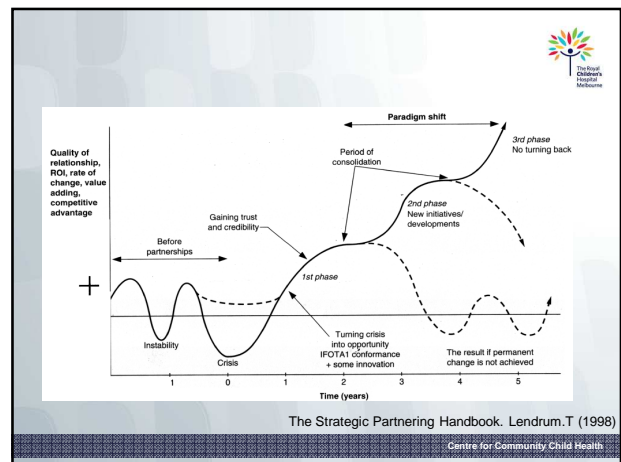 The Royal
Children's
Hospital
Melbourne
Paradigm shift
3rd phase
No turning back
Quality of
relationship,
ROI, rate of
change, value
adding,
competitive
advantage
Period of
consolidation
2nd phase
New initiatives/
developments
Gaining trust
and credibility
Before
partnerships
1st phase
+
Instability
Crisis
Turning crisis
into opportunity
IFOTA1 conformance
+ some innovation
The result if permanent
change is not achieved
1 0 1 2 3 4 5
Time (years)
The Strategic Partnering Handbook. Lendrum.T (1998)
Centre for Community Child Health